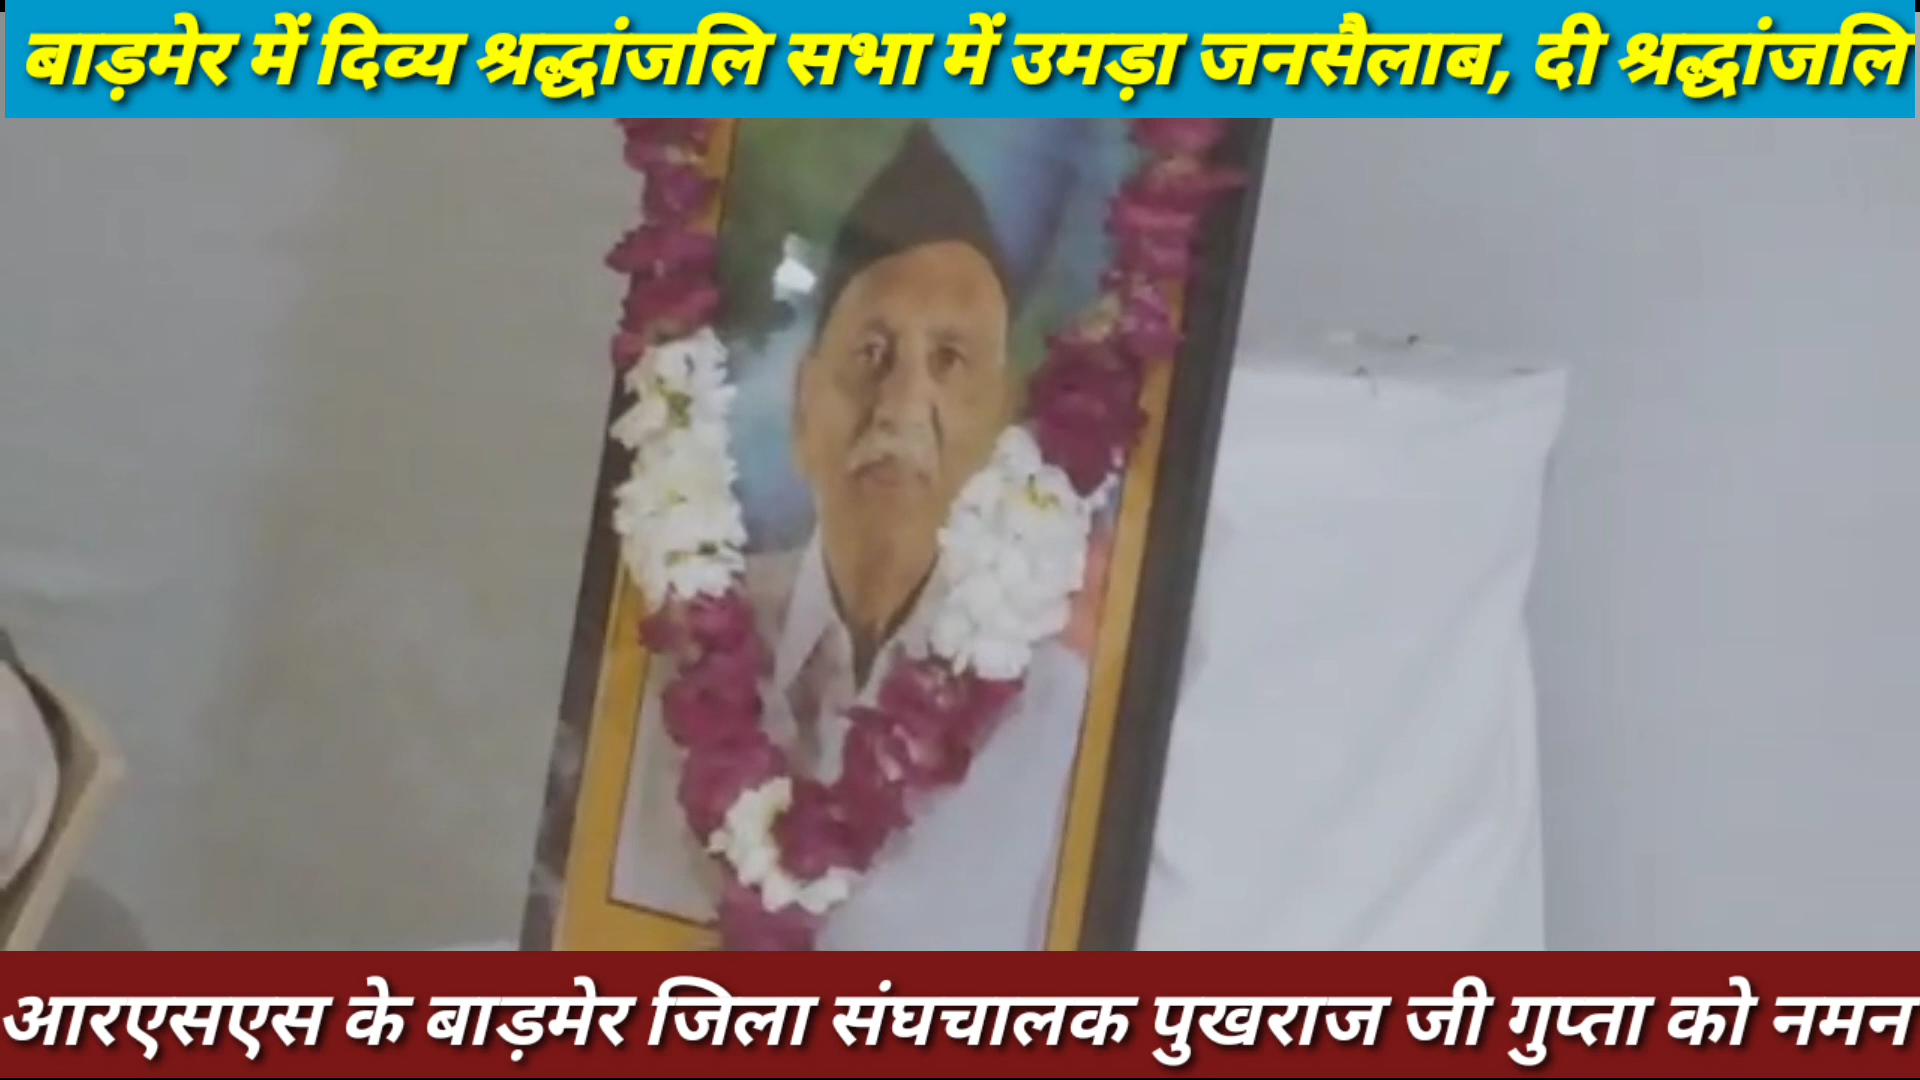 बाड़मेर में दिव्य श्रद्धांजलि सभा में उमड़ा जनसैलाब, दी श्रद्धांजलि
आरएसएस के बाड़मेर जिला संघचालक पुखराज जी गुप्ता को नमन